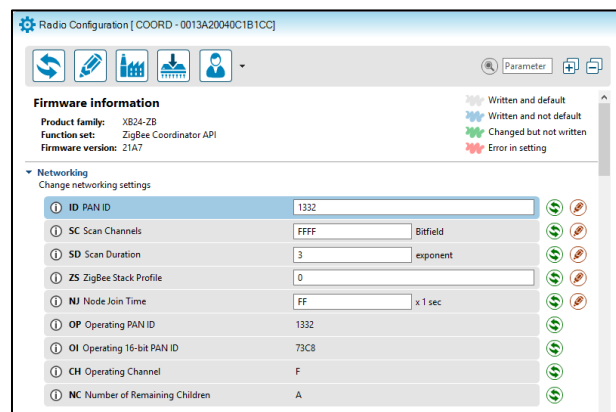 Radio Configuration [ COORD - 0013A20040C1B1CC]
Parameter
Firmware information
Product family: XB24-ZB
Function set: ZigBee Coordinator API
Firmware version: 21A7
Written and default
Written and not default
Changed but not written
Error in setting
Networking
Change networking settings
ID PAN ID 1332
SC Scan Channels FFFF Bitfield
SD Scan Duration 3 exponent
ZS ZigBee Stack Profile 0
NJ Node Join Time FF x 1 sec
OP Operating PAN ID 1332
OI Operating 16-bit PAN ID 73C8
CH Operating Channel F
NC Number of Remaining Children A